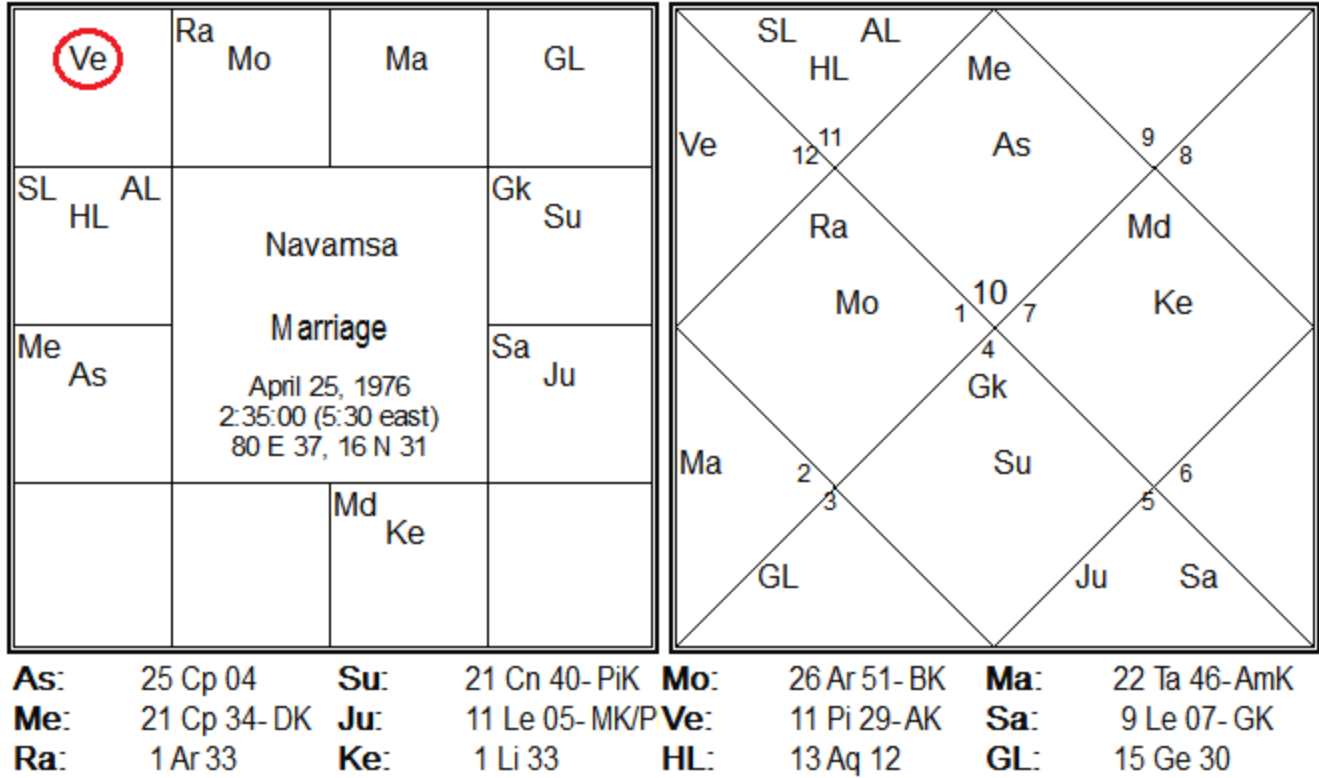 Ve
Ra
Mo
Ma
GL
SL AL
HL
Gk
Su
Me
As
Sa
Ju
Md
Ke
Navamsa
Marriage
April 25, 1976
2:35:00 (5:30 east)
80 E 37, 16 N 31
SL AL
HL
Me
Ve
As
11
12
9
8
Ra
Mo
Md
Ke
10
1
7
4
Gk
Su
Ma
2
3
6
5
GL
Ju Sa
As: 25 Cp 04 Su: 21 Cn 40-PiK Mo: 26 Ar 51-BK Ma: 22 Ta 46-AmK
Me: 21 Cp 34-DK Ju: 11 Le 05-MK/P Ve: 11 Pi 29-AK Sa: 9 Le 07-GK
Ra: 1 Ar 33 Ke: 1 Li 33 HL: 13 Aq 12 GL: 15 Ge 30